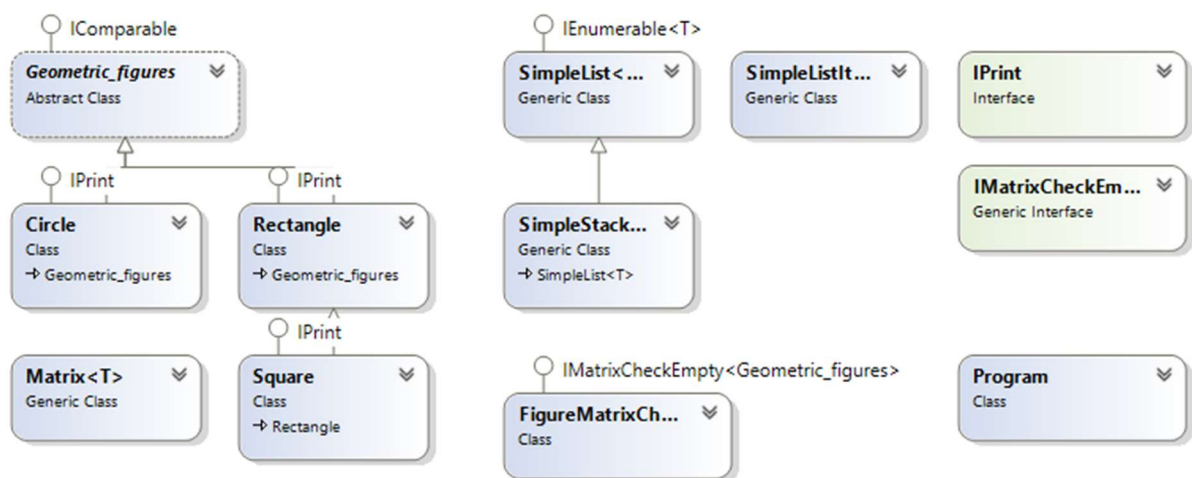 IComparable
Geometric_figures
Abstract Class
IEnumerable<T>
SimpleList<...
Generic Class
SimpleListIt...
Generic Class
IPrint
Interface
IPrint
Circle
Class
Geometric_figures
IPrint
Rectangle
Class
Geometric_figures
SimpleStack...
Generic Class
SimpleList<T>
IMatrixCheckEm...
Generic Interface
Matrix<T>
Generic Class
IPrint
Square
Class
Rectangle
IMatrixCheckEmpty<Geometric_figures>
FigureMatrixCh...
Class
Program
Class